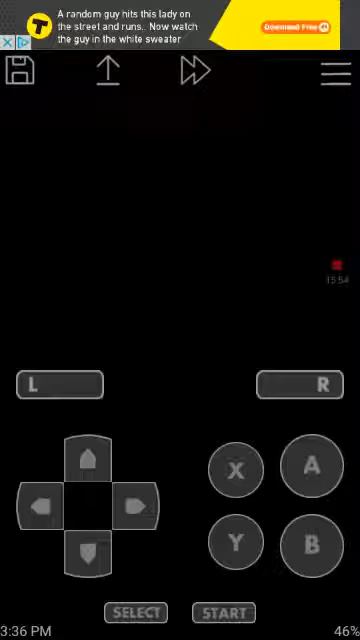 A random guy hits this lady on
the street and runs.. Now watch
the guy in the white sweater
Download Free
15:54
L
R
X
A
Y
B
SELECT
START
3:36 PM
46%